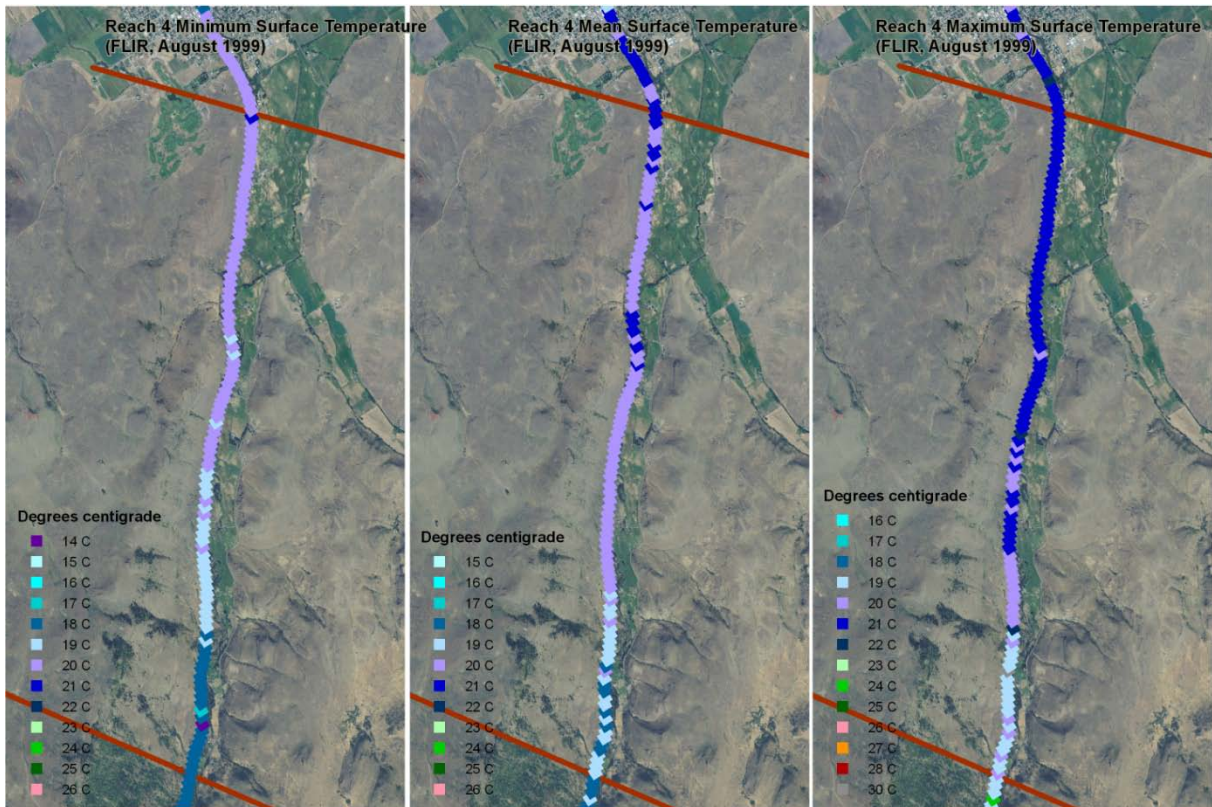 Reach 4 Minimum Surface Temperature
(FLIR, August 1999)
Degrees centigrade
14 C
15 C
16 C
17 C
18 C
19 C
20 C
21 C
22 C
23 C
24 C
25 C
26 C
Reach 4 Mean Surface Temperature
(FLIR, August 1999)
Degrees centigrade
15 C
16 C
17 C
18 C
19 C
20 C
21 C
22 C
23 C
24 C
25 C
26 C
Reach 4 Maximum Surface Temperature
(FLIR, August 1999)
Degrees centigrade
16 C
17 C
18 C
19 C
20 C
21 C
22 C
23 C
24 C
25 C
26 C
27 C
28 C
30 C